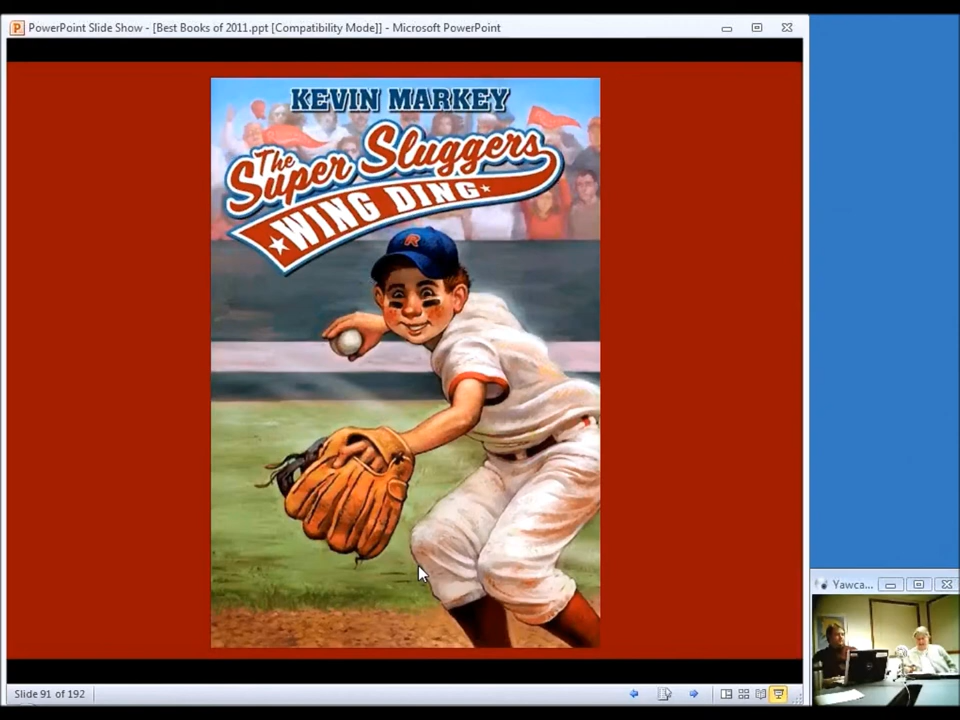 PowerPoint Slide Show - [Best Books of 2011.ppt [Compatibility Mode]] - Microsoft PowerPoint
KEVIN MARKEY
The
Super Sluggers
WING DING
R
Slide 91 of 192
Yawca...